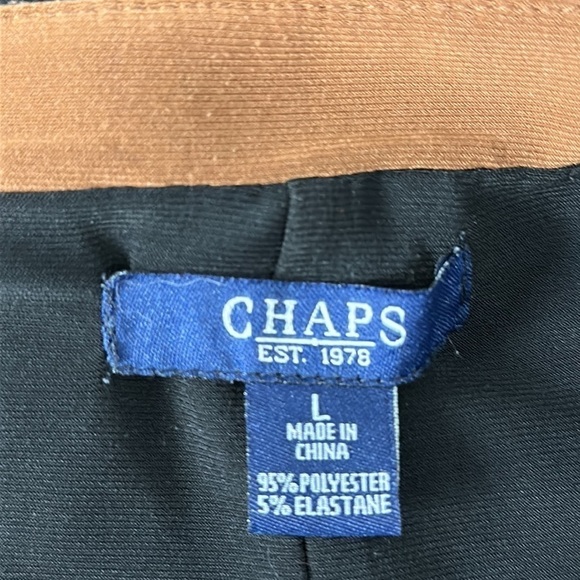 CHAPS
EST. 1978
L
MADE IN
CHINA
95% POLYESTER
5% ELASTANE